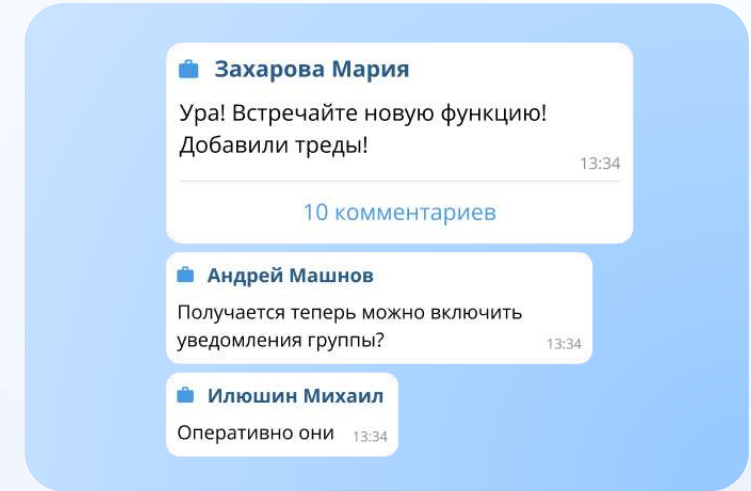 Захарова Мария
Ура! Встречайте новую функцию!
Добавили треды!
13:34
10 комментариев
Андрей Машнов
Получается теперь можно включить
уведомления группы?
13:34
Илюшин Михаил
Оперативно они 13:34